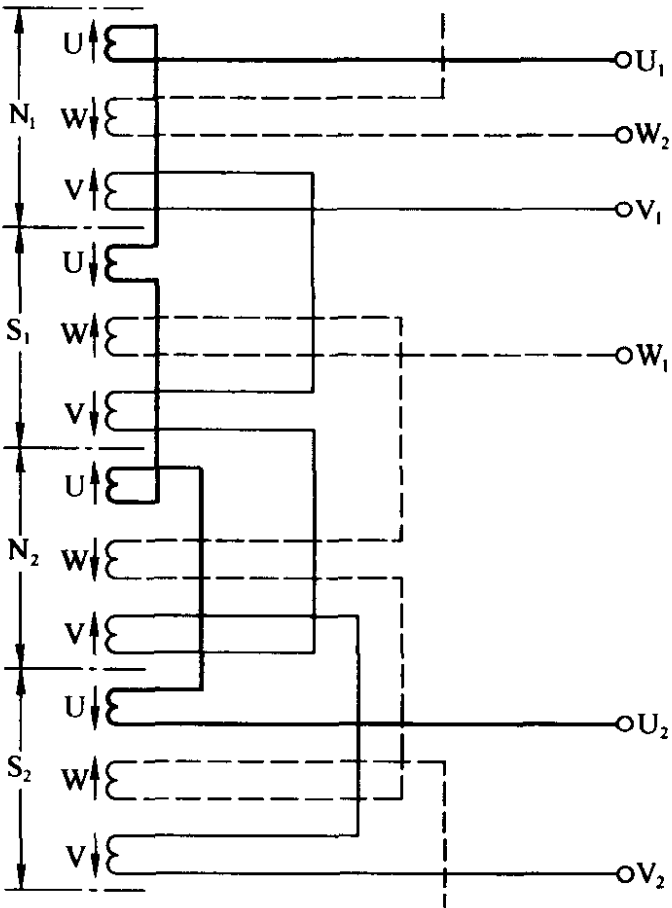 U U₁
N₁ W W₂
V V₁
U
S₁ W W₁
V
U
N₂ W
V
U U₂
S₂ W
V V₂